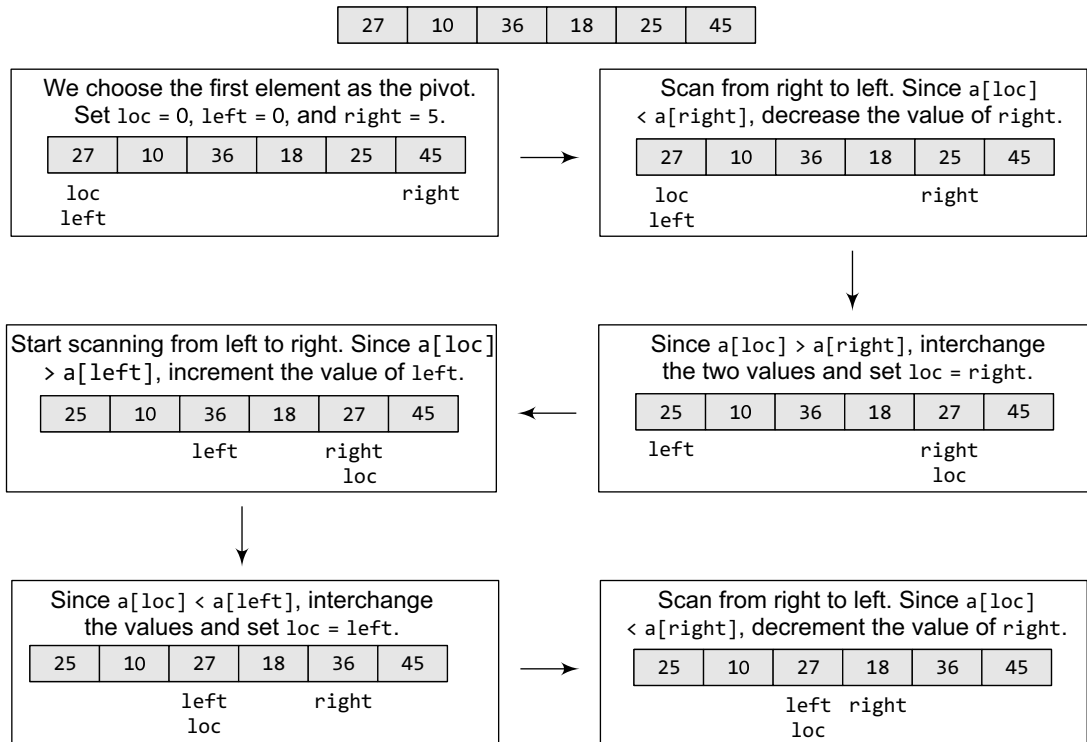 27 10 36 18 25 45
We choose the first element as the pivot.
Set loc = 0, left = 0, and right = 5.
27 10 36 18 25 45
loc right
left
Scan from right to left. Since a[loc]
< a[right], decrease the value of right.
27 10 36 18 25 45
loc right
left
Since a[loc] > a[right], interchange
the two values and set loc = right.
25 10 36 18 27 45
left right
loc
Start scanning from left to right. Since a[loc]
> a[left], increment the value of left.
25 10 36 18 27 45
left right
loc
Since a[loc] < a[left], interchange
the values and set loc = left.
25 10 27 18 36 45
left right
loc
Scan from right to left. Since a[loc]
< a[right], decrement the value of right.
25 10 27 18 36 45
left right
loc